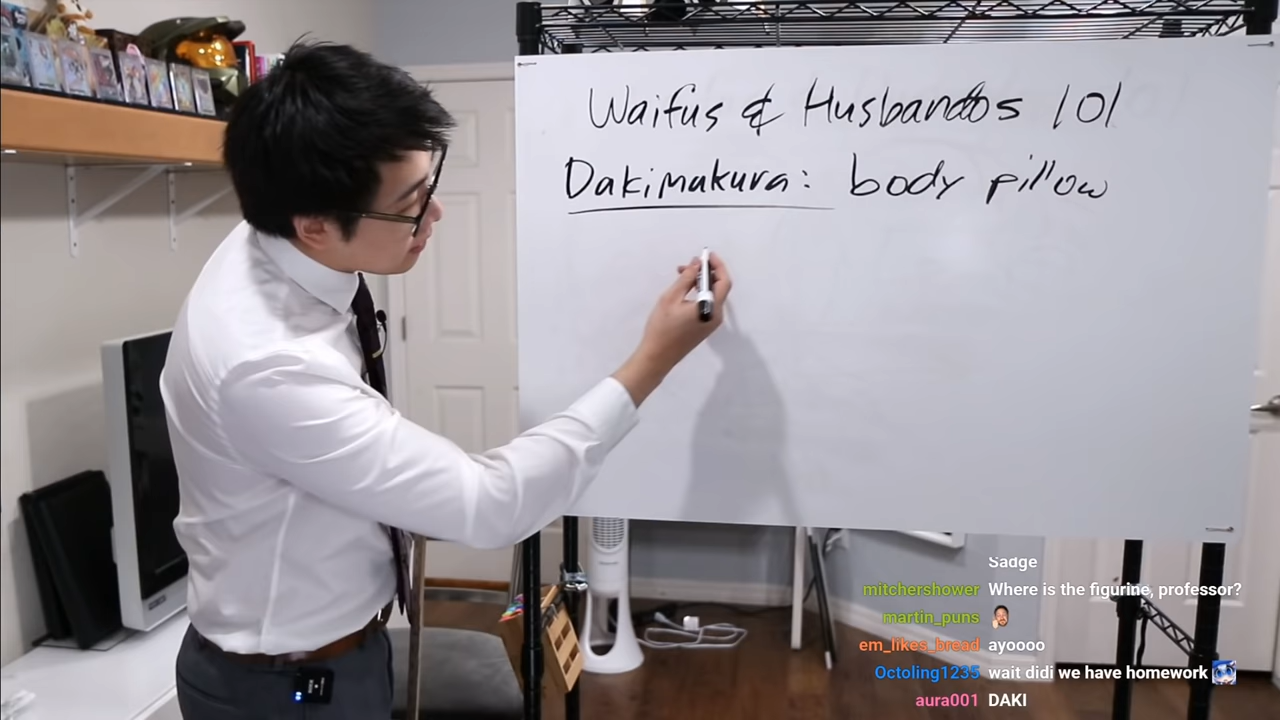 Waifus & Husbandos 101
Dakimakura: body pillow
Sadge
mitchershower Where is the figurine, professor?
martin_puns
em_likes_bread ayoooo
Octoling1235 wait didi we have homework
aura001 DAKI